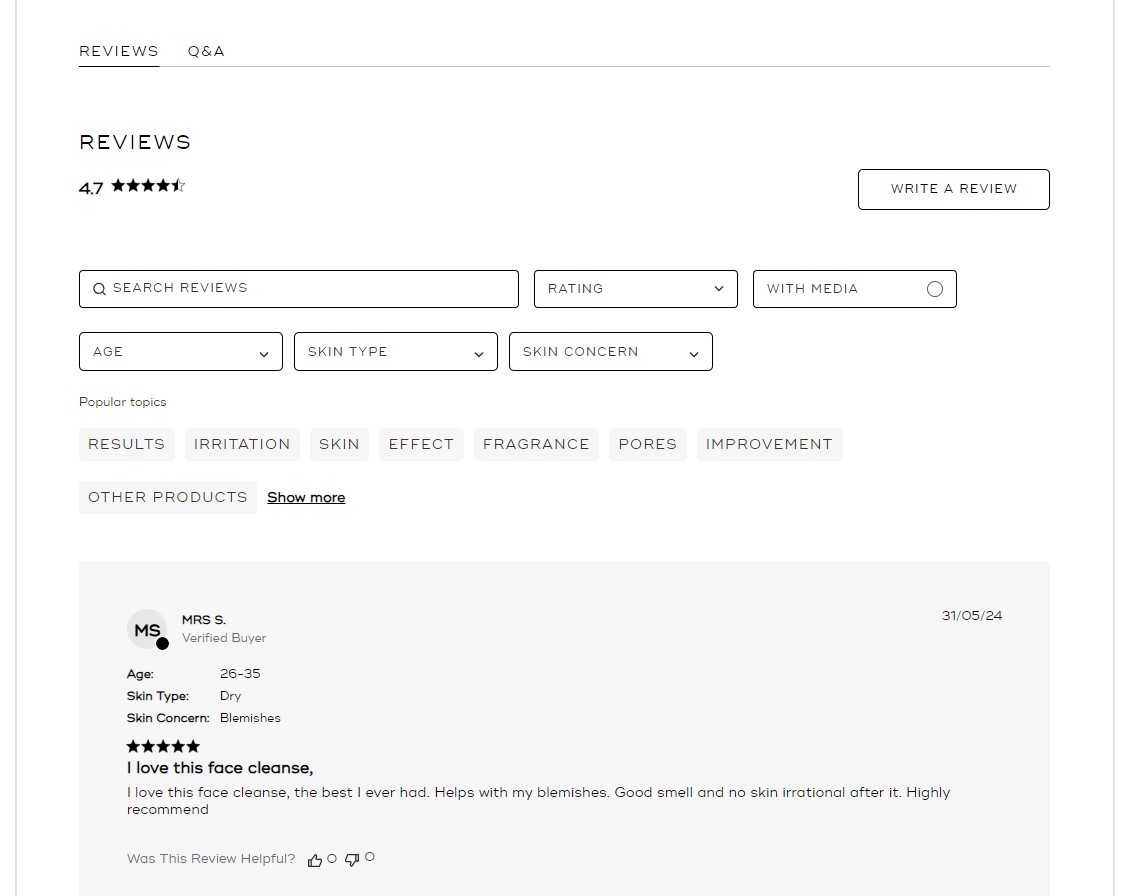 REVIEWS Q&A
REVIEWS
4.7
WRITE A REVIEW
SEARCH REVIEWS RATING WITH MEDIA
AGE SKIN TYPE SKIN CONCERN
Popular topics
RESULTS IRRITATION SKIN EFFECT FRAGRANCE PORES IMPROVEMENT
OTHER PRODUCTS Show more
MS MRS S. 31/05/24
Verified Buyer
Age: 26-35
Skin Type: Dry
Skin Concern: Blemishes
I love this face cleanse,
I love this face cleanse, the best I ever had. Helps with my blemishes. Good smell and no skin irrational after it. Highly
recommend
Was This Review Helpful? 0 0